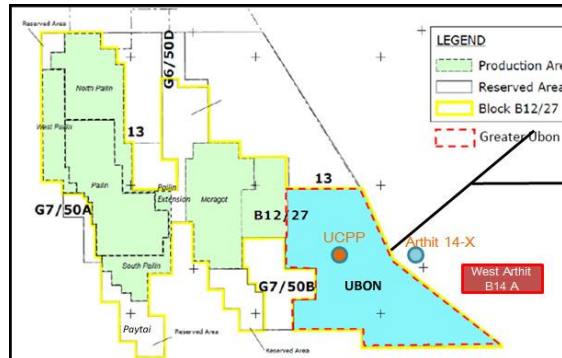 Reserved Area
North Pailin
West Pailin
13
G6/50D
Pailin
Pailin
Extension
Moragot
13
B12/27
G7/50A
South Pailin
G7/50B
Paytai
Reserved Area
Reserved Area
UCPP
UBON
Arthit 14-X
West Arthit
B14 A
LEGEND
Production Area
Reserved Area
Block B12/27
Greater Ubon